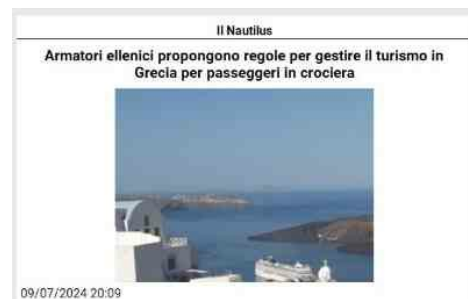 Il Nautilus
Armatori ellenici propongono regole per gestire il turismo in
Grecia per passeggeri in crociera
09/07/2024 20:09